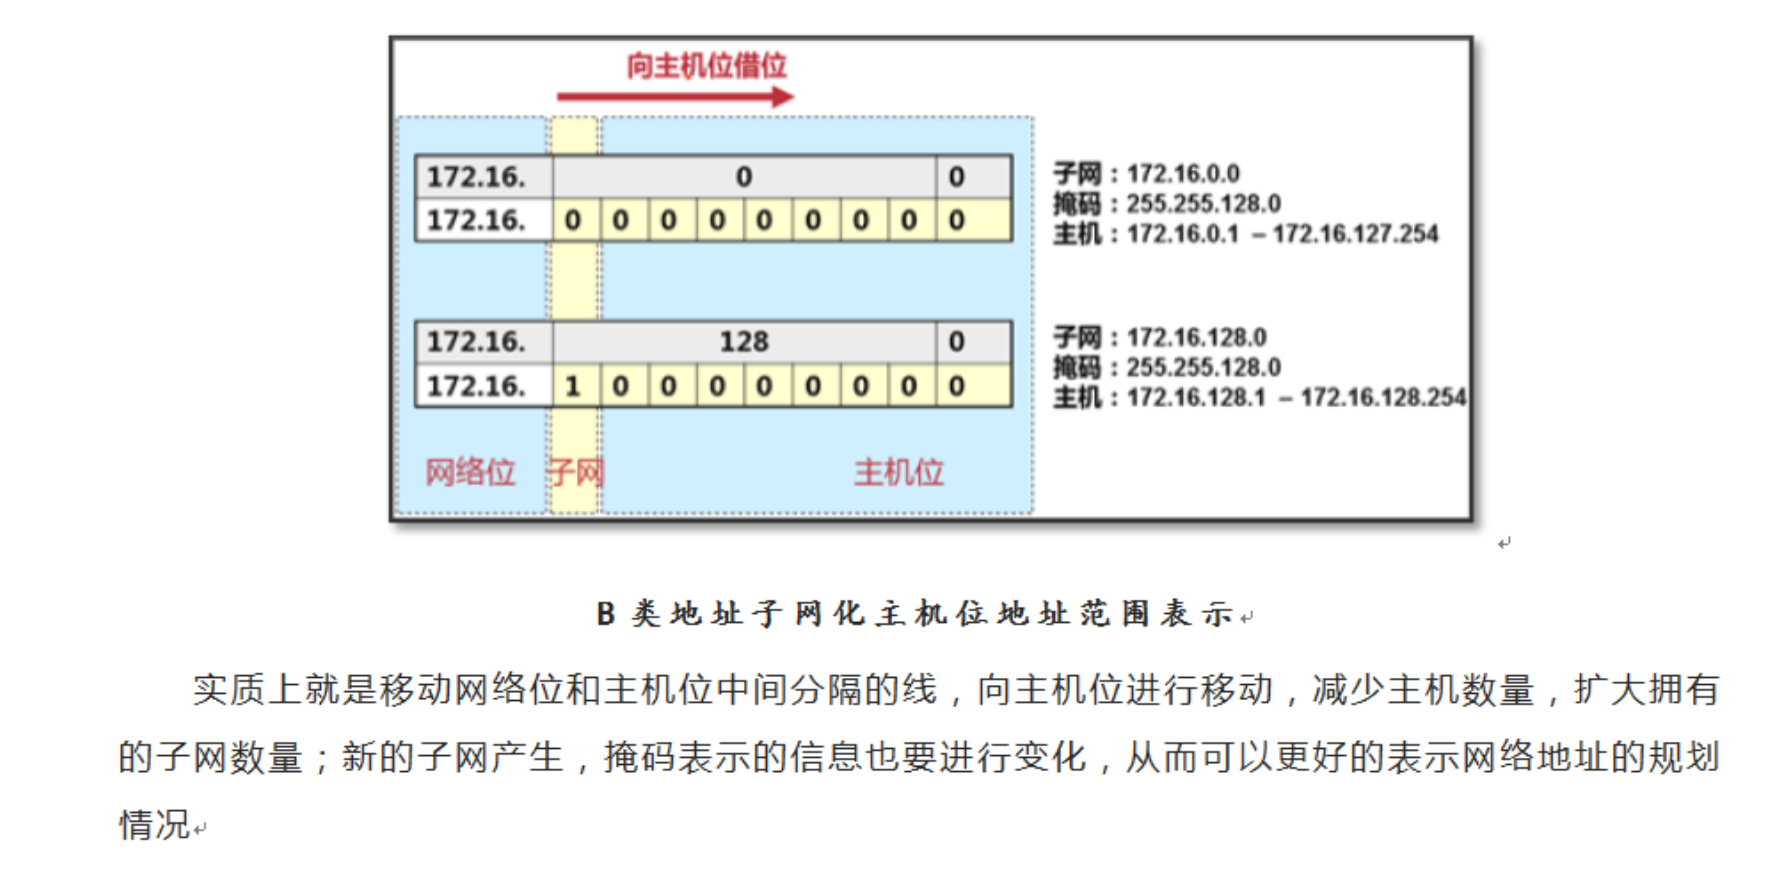 向主机位借位
172.16. 0 0
172.16. 0 0 0 0 0 0 0 0 0
子网：172.16.0.0
掩码：255.255.128.0
主机：172.16.0.1 – 172.16.127.254
172.16. 128 0
172.16. 1 0 0 0 0 0 0 0 0
子网：172.16.128.0
掩码：255.255.128.0
主机：172.16.128.1 – 172.16.128.254
网络位 子网 主机位
B 类地址子网化主机位地址范围表示
实质上就是移动网络位和主机位中间分隔的线，向主机位进行移动，减少主机数量，扩大拥有
的子网数量；新的子网产生，掩码表示的信息也要进行变化，从而可以更好的表示网络地址的规划
情况